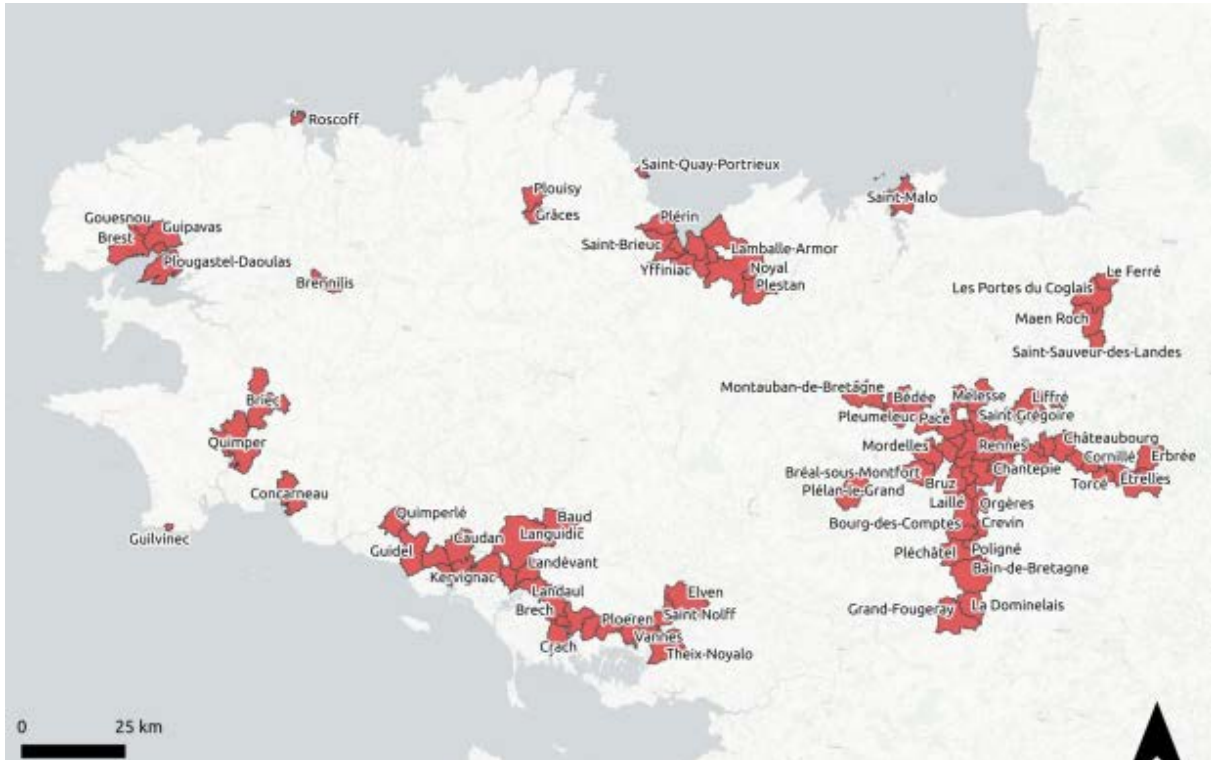 Roscoff
Saint-Quay-Portrieux
Plouisy
Grâces
Saint-Malo
Gouesnou
Guipavas
Brest
Plougastel-Daoulas
Plérin
Saint-Brieuc
Lamballe-Armor
Yffiniac
Noyal
Plestan
Brennilis
Le Ferré
Les Portes du Coglais
Maen Roch
Saint-Sauveur-des-Landes
Briec
Quimper
Concarneau
Guilvinec
Montauban-de-Bretagne
Bédée
Melesse
Liffré
Pleumeleuc
Pacé
Saint Grégoire
Mordelles
Rennes
Châteaubourg
Cornillé
Erbrée
Bréal-sous-Montfort
Chantepie
Torcé
Étrelles
Plélan-le-Grand
Bruz
Laillé
Orgères
Bourg-des-Comptes
Crevin
Pléchâtel
Poligné
Bain-de-Bretagne
Grand-Fougeray
La Dominelais
Quimperlé
Baud
Caudan
Languidic
Guidel
Landévant
Kervignac
Landaul
Brech
Elven
Ploeren
Saint-Nolff
Crach
Vannes
Theix-Noyalo
0 25 km